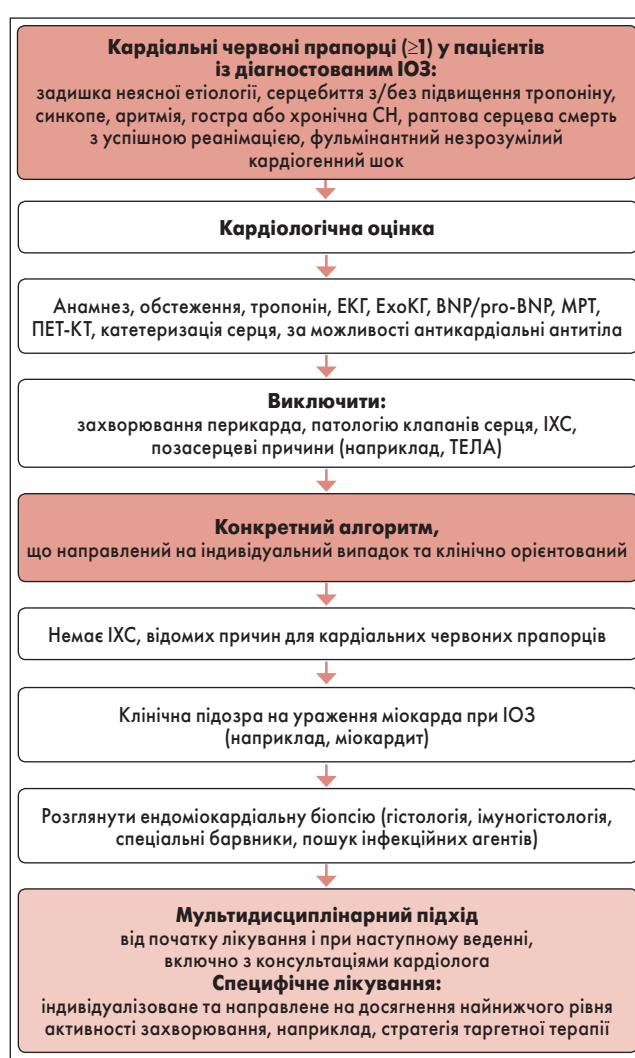 Кардіальні червоні прапорці (≥1) у пацієнтів
із діагностованим ІОЗ:
задишка неясної етіології, серцебиття з/без підвищення тропоніну,
синкопе, аритмія, гостра або хронічна СН, раптова серцева смерть
з успішною реанімацією, фульмінантний незрозумілий
кардіогенний шок
Кардіологічна оцінка
Анамнез, обстеження, тропонін, ЕКГ, ЕхоКГ, BNP/pro-BNP, МРТ,
ПЕТ-КТ, катетеризація серця, за можливості антикардіальні антитіла
Виключити:
захворювання перикарда, патологію клапанів серця, ІХС,
позасерцеві причини (наприклад, ТЕЛА)
Конкретний алгоритм,
що направлений на індивідуальний випадок та клінічно орієнтований
Немає ІХС, відомих причин для кардіальних червоних прапорців
Клінічна підозра на ураження міокарда при ІОЗ
(наприклад, міокардит)
Розглянути ендоміокардіальну біопсію (гістологія, імуногістологія,
спеціальні барвники, пошук інфекційних агентів)
Мультидисциплінарний підхід
від початку лікування і при наступному веденні,
включно з консультаціями кардіолога
Специфічне лікування:
індивідуалізоване та направлене на досягнення найнижчого рівня
активності захворювання, наприклад, стратегія таргетної терапії